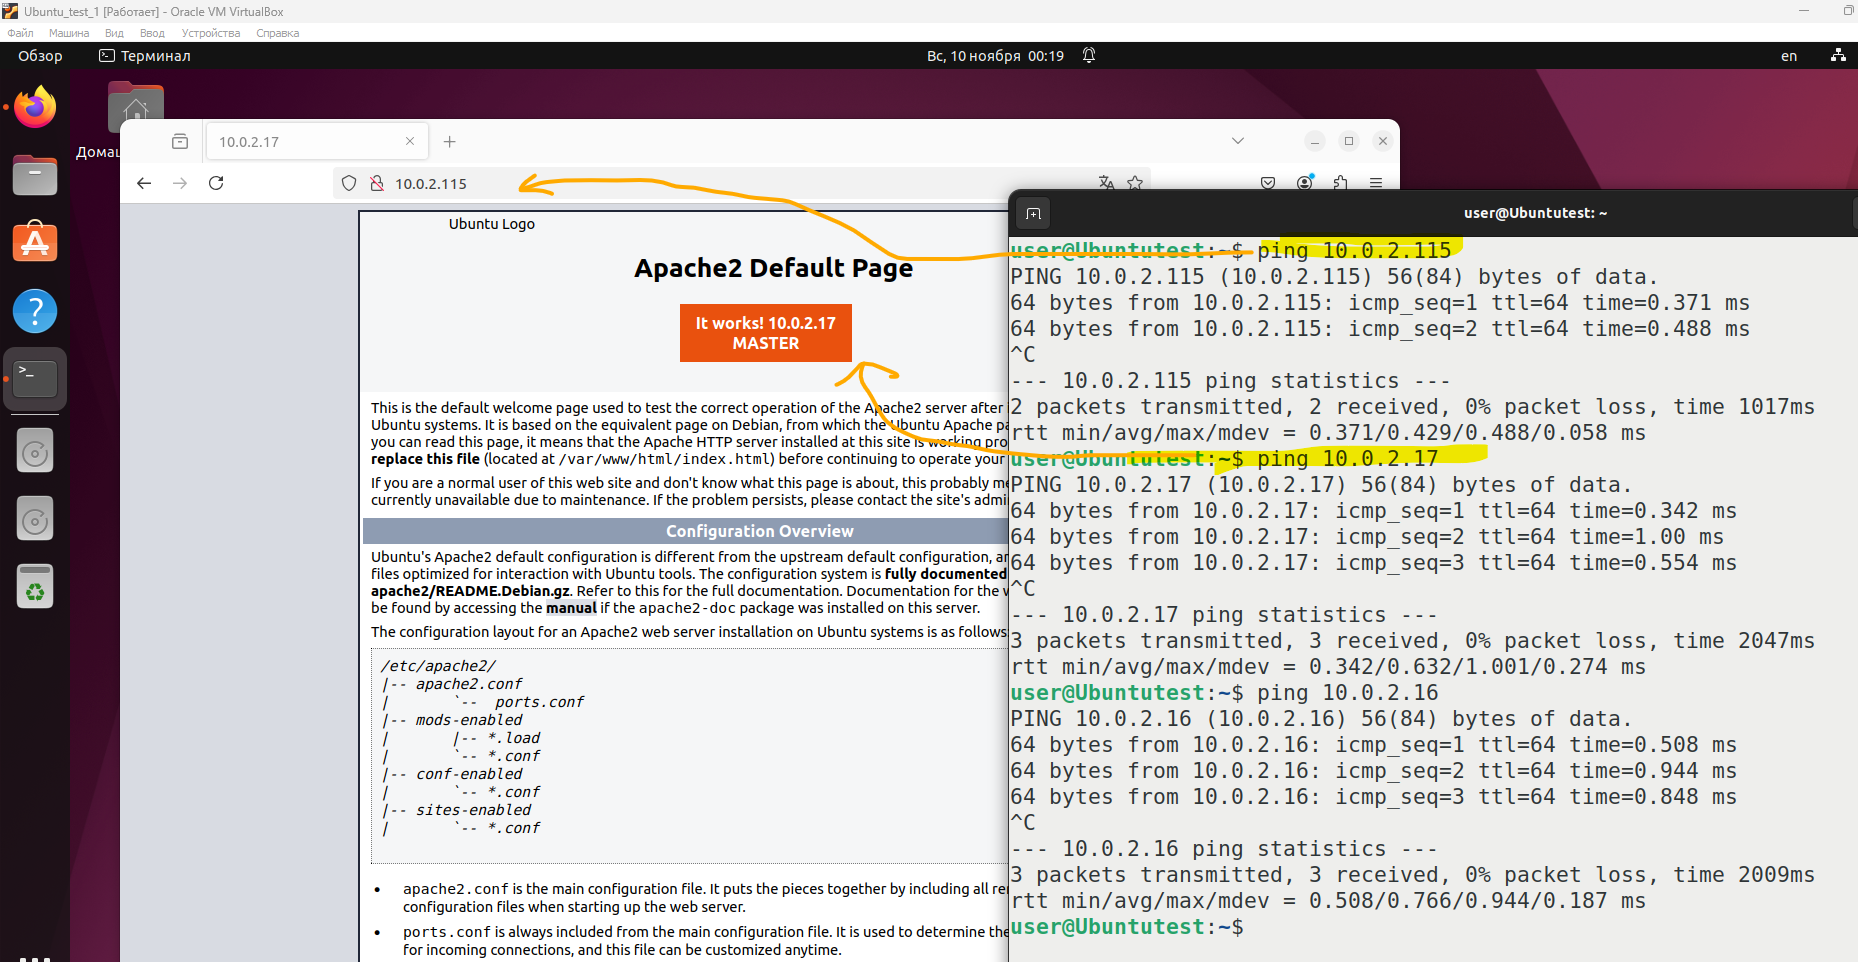 Ubuntu_test_1 [Работает] - Oracle VM VirtualBox
Файл Машина Вид Ввод Устройства Справка
Обзор Терминал Вс, 10 ноября 00:19 en
Домаш
10.0.2.17
10.0.2.115
Ubuntu Logo
Apache2 Default Page
It works! 10.0.2.17
MASTER
This is the default welcome page used to test the correct operation of the Apache2 server after
Ubuntu systems. It is based on the equivalent page on Debian, from which the Ubuntu Apache pa
you can read this page, it means that the Apache HTTP server installed at this site is working pro
replace this file (located at /var/www/html/index.html) before continuing to operate your
If you are a normal user of this web site and don't know what this page is about, this probably me
currently unavailable due to maintenance. If the problem persists, please contact the site's admi
Configuration Overview
Ubuntu's Apache2 default configuration is different from the upstream default configuration, an
files optimized for interaction with Ubuntu tools. The configuration system is fully documented
apache2/README.Debian.gz. Refer to this for the full documentation. Documentation for the w
be found by accessing the manual if the apache2-doc package was installed on this server.
The configuration layout for an Apache2 web server installation on Ubuntu systems is as follows
/etc/apache2/
|-- apache2.conf
|       `--  ports.conf
|-- mods-enabled
|       |-- *.load
|       `-- *.conf
|-- conf-enabled
|       `-- *.conf
|-- sites-enabled
|       `-- *.conf
• apache2.conf is the main configuration file. It puts the pieces together by including all re
configuration files when starting up the web server.
• ports.conf is always included from the main configuration file. It is used to determine the
for incoming connections, and this file can be customized anytime.
user@Ubuntutest: ~
user@Ubuntutest:~$ ping 10.0.2.115
PING 10.0.2.115 (10.0.2.115) 56(84) bytes of data.
64 bytes from 10.0.2.115: icmp_seq=1 ttl=64 time=0.371 ms
64 bytes from 10.0.2.115: icmp_seq=2 ttl=64 time=0.488 ms
^C
--- 10.0.2.115 ping statistics ---
2 packets transmitted, 2 received, 0% packet loss, time 1017ms
rtt min/avg/max/mdev = 0.371/0.429/0.488/0.058 ms
user@Ubuntutest:~$ ping 10.0.2.17
PING 10.0.2.17 (10.0.2.17) 56(84) bytes of data.
64 bytes from 10.0.2.17: icmp_seq=1 ttl=64 time=0.342 ms
64 bytes from 10.0.2.17: icmp_seq=2 ttl=64 time=1.00 ms
64 bytes from 10.0.2.17: icmp_seq=3 ttl=64 time=0.554 ms
^C
--- 10.0.2.17 ping statistics ---
3 packets transmitted, 3 received, 0% packet loss, time 2047ms
rtt min/avg/max/mdev = 0.342/0.632/1.001/0.274 ms
user@Ubuntutest:~$ ping 10.0.2.16
PING 10.0.2.16 (10.0.2.16) 56(84) bytes of data.
64 bytes from 10.0.2.16: icmp_seq=1 ttl=64 time=0.508 ms
64 bytes from 10.0.2.16: icmp_seq=2 ttl=64 time=0.944 ms
64 bytes from 10.0.2.16: icmp_seq=3 ttl=64 time=0.848 ms
^C
--- 10.0.2.16 ping statistics ---
3 packets transmitted, 3 received, 0% packet loss, time 2009ms
rtt min/avg/max/mdev = 0.508/0.766/0.944/0.187 ms
user@Ubuntutest:~$